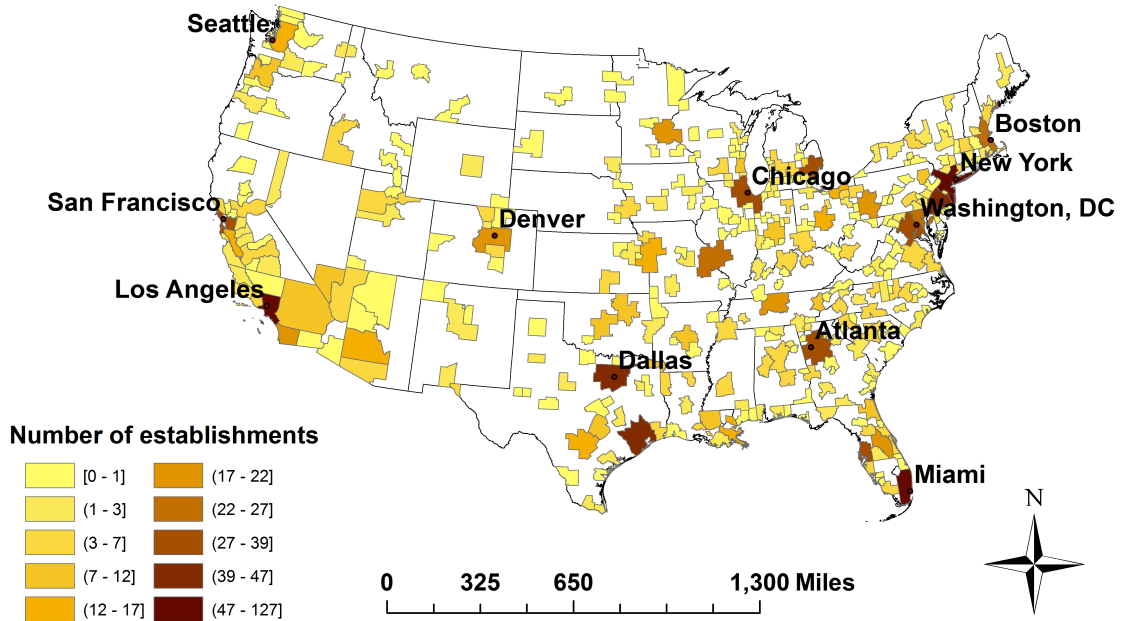 Seattle
Boston
New York
Chicago
San Francisco
Washington, DC
Denver
Los Angeles
Atlanta
Dallas
Miami
Number of establishments
[0 - 1] (17 - 22]
(1 - 3] (22 - 27]
(3 - 7] (27 - 39]
(7 - 12] (39 - 47]
(12 - 17] (47 - 127]
0 325 650 1,300 Miles
N